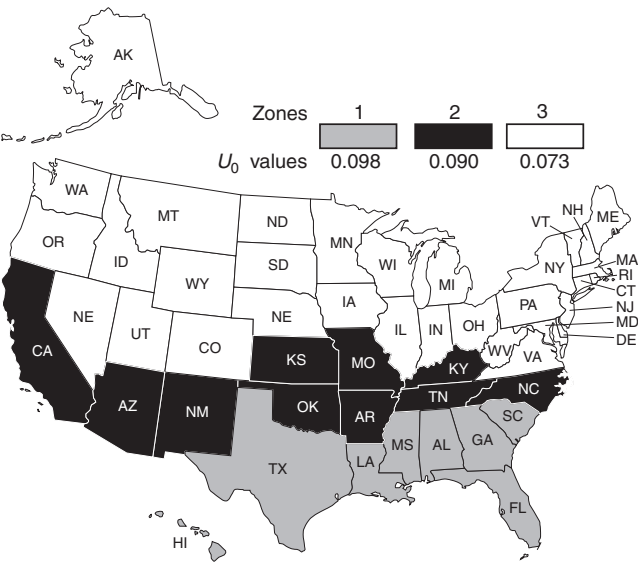 AK
Zones 1 2 3
U0 values 0.098 0.090 0.073
WA
MT
ND
MN
VT
NH
ME
OR
ID
WY
SD
WI
MI
NY
MA
RI
CT
NJ
MD
DE
NE
UT
CO
NE
IA
IL
IN
OH
PA
WV
VA
CA
AZ
NM
KS
MO
KY
OK
AR
TN
NC
TX
LA
MS
AL
GA
SC
FL
HI